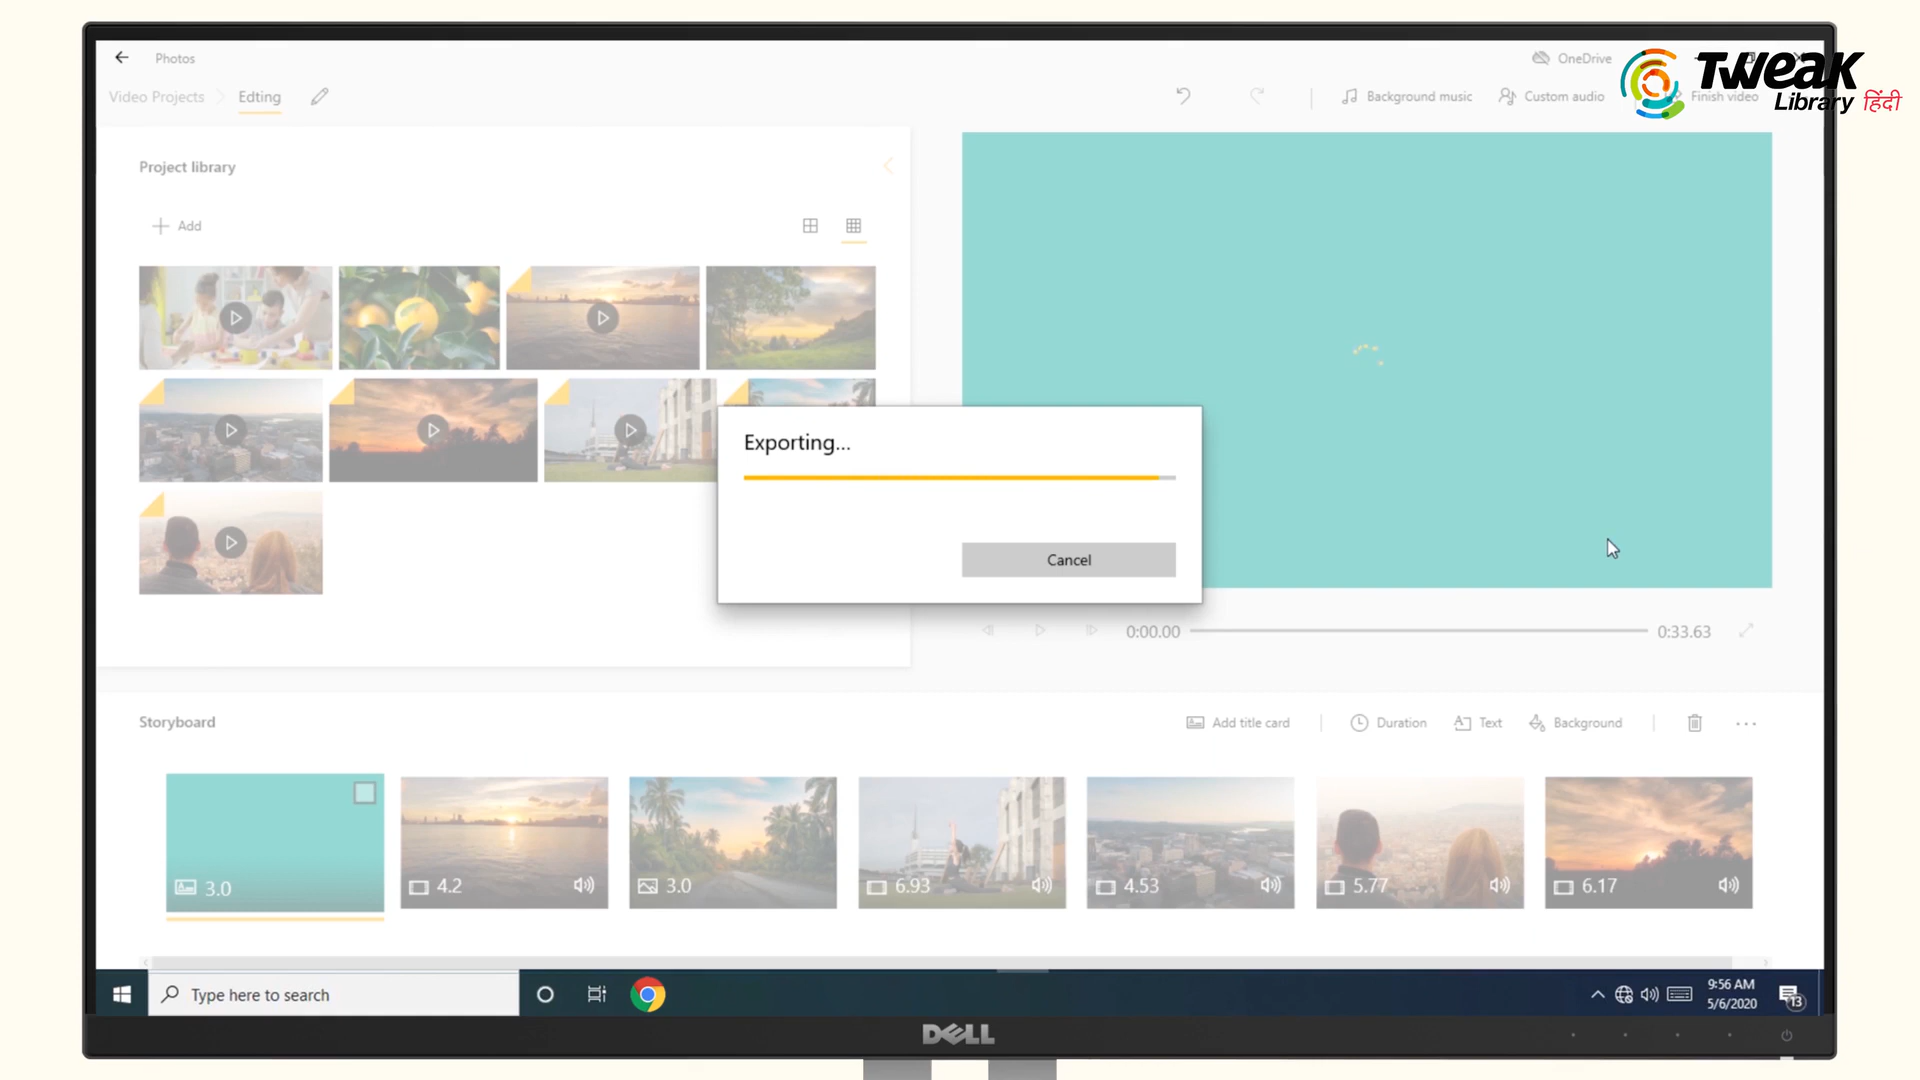 Photos
OneDrive
TWEAK
Library हिंदी
Video Projects
Edting
Background music
Custom audio
Finish video
Project library
Add
Exporting...
Cancel
0:00.00
0:33.63
Storyboard
Add title card
Duration
Text
Background
3.0
4.2
3.0
6.93
4.53
5.77
6.17
Type here to search
9:56 AM
5/6/2020
13
DELL